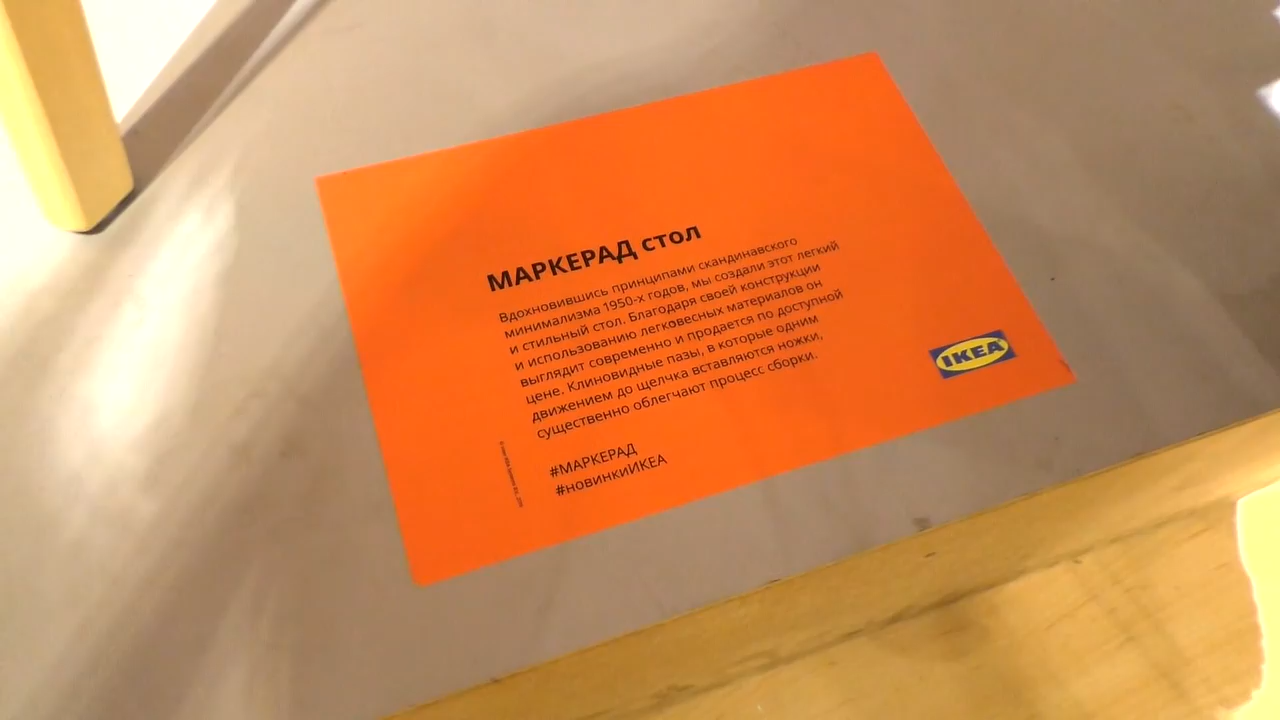 МАРКЕРАД стол
Вдохновившись принципами скандинавского
минимализма 1950-х годов, мы создали этот легкий
и стильный стол. Благодаря своей конструкции
и использованию легковесных материалов он
выглядит современно и продается по доступной
цене. Клиновидные пазы, в которые одним
движением до щелчка вставляются ножки,
существенно облегчают процесс сборки.
#МАРКЕРАД
#новинкиИКЕА
IKEA